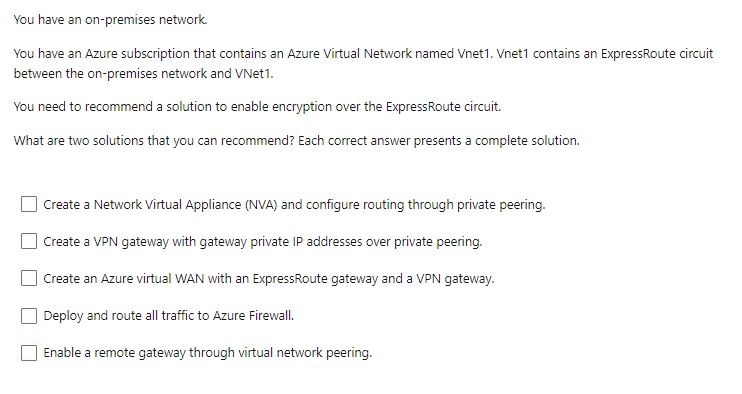 You have an on-premises network.
You have an Azure subscription that contains an Azure Virtual Network named Vnet1. Vnet1 contains an ExpressRoute circuit
between the on-premises network and VNet1.
You need to recommend a solution to enable encryption over the ExpressRoute circuit.
What are two solutions that you can recommend? Each correct answer presents a complete solution.
Create a Network Virtual Appliance (NVA) and configure routing through private peering.
Create a VPN gateway with gateway private IP addresses over private peering.
Create an Azure virtual WAN with an ExpressRoute gateway and a VPN gateway.
Deploy and route all traffic to Azure Firewall.
Enable a remote gateway through virtual network peering.